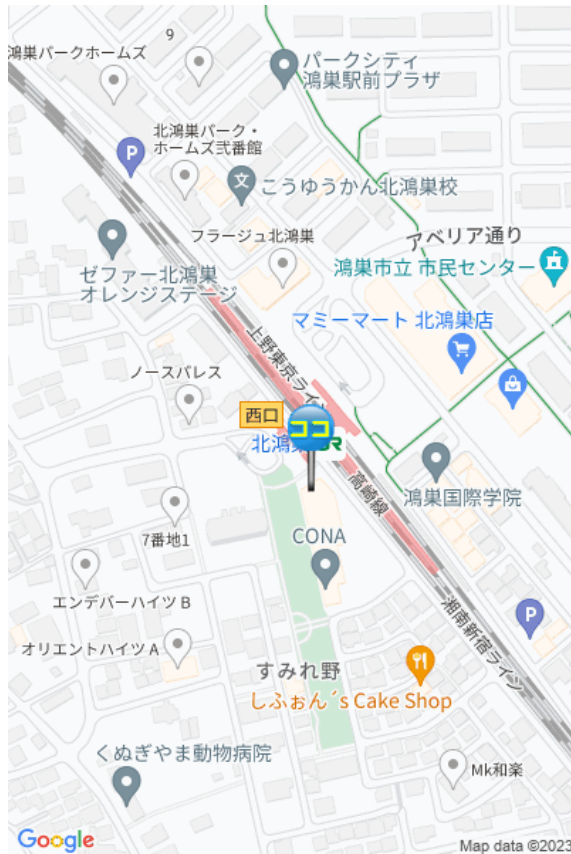 9
鴻巣パークホームズ
パークシティ
鴻巣駅前プラザ
P
北鴻巣パーク・
ホームズ弐番館
文
こうゆうかん北鴻巣校
フラージュ北鴻巣
アベリア通り
鴻巣市立 市民センター
ゼファー北鴻巣
オレンジステージ
マミーマート 北鴻巣店
上野東京ライン
ノースパレス
西口
ココ
北鴻巣
JR
高崎線
鴻巣国際学院
7番地1
CONA
エンデバーハイツ B
P
湘南新宿ライン
オリエントハイツ A
すみれ野
しふぉん´s Cake Shop
くぬぎやま動物病院
Mk和楽
Google
Map data ©2023